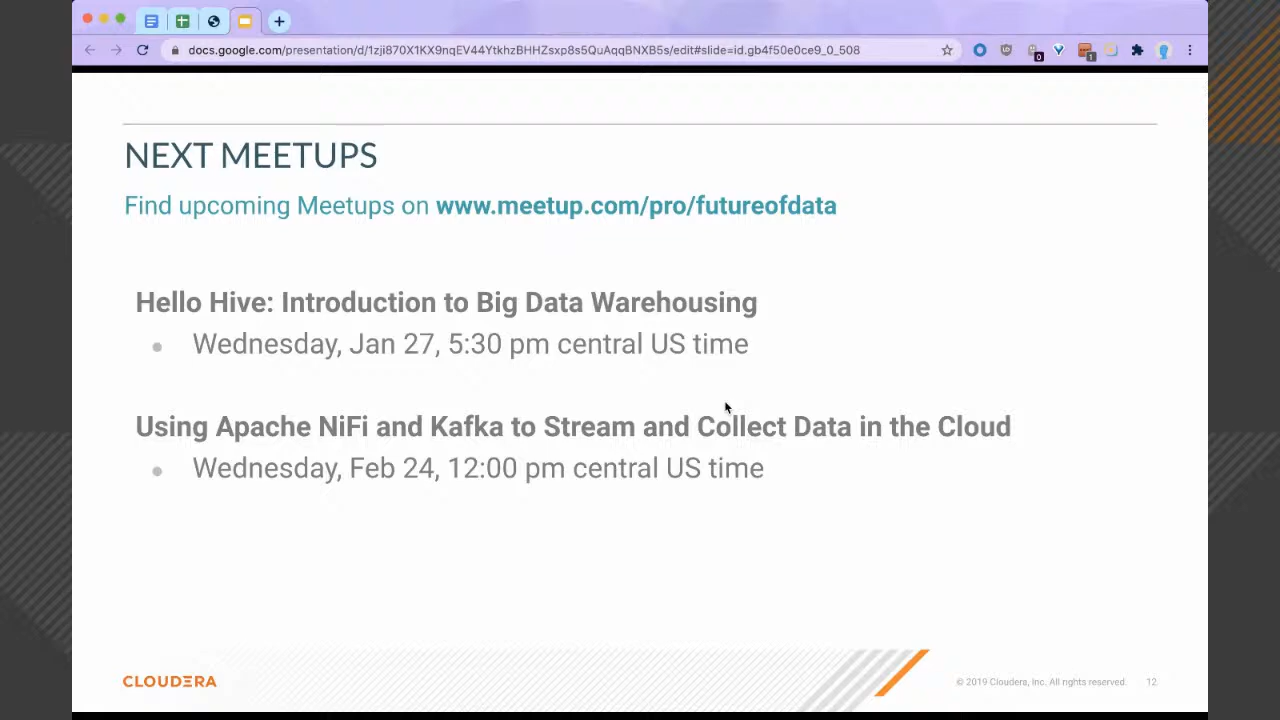 docs.google.com/presentation/d/1zji870X1KX9nqEV44YtkhzBHHZsxp8s5QuAqqBNXB5s/edit#slide=id.gb4f50e0ce9_0_508
0
1
NEXT MEETUPS
Find upcoming Meetups on www.meetup.com/pro/futureofdata
Hello Hive: Introduction to Big Data Warehousing
Wednesday, Jan 27, 5:30 pm central US time
Using Apache NiFi and Kafka to Stream and Collect Data in the Cloud
Wednesday, Feb 24, 12:00 pm central US time
CLOUDERA
© 2019 Cloudera, Inc. All rights reserved. 12